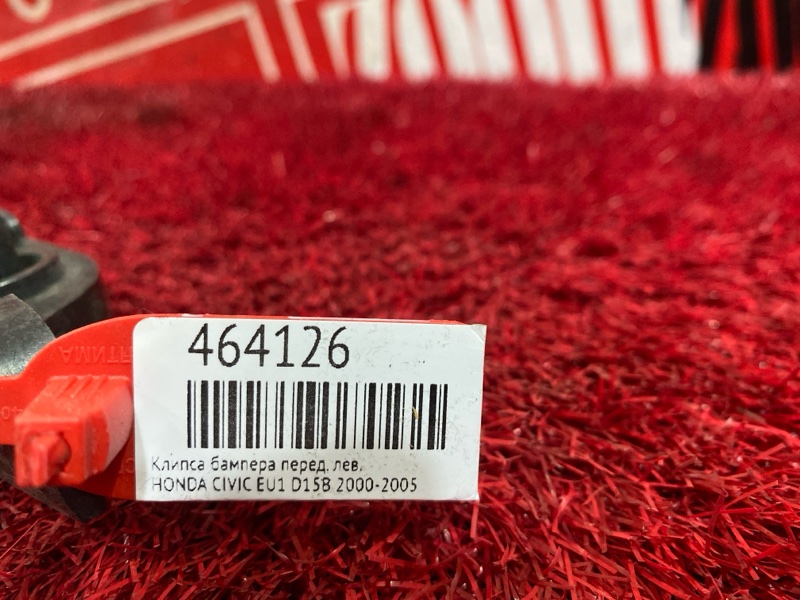 464126
Клипса бампера перед. лев.
HONDA CIVIC EU1 D15B 2000-2005